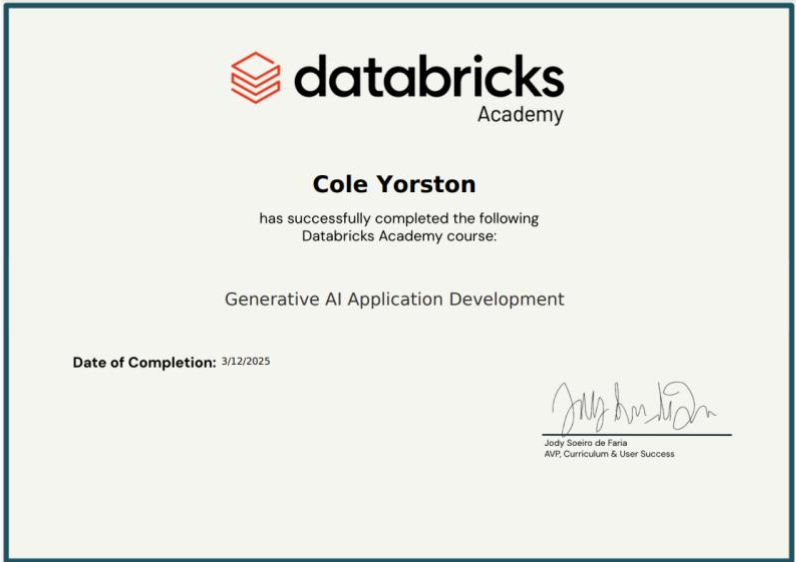 databricks
Academy
Cole Yorston
has successfully completed the following
Databricks Academy course:
Generative AI Application Development
Date of Completion: 3/12/2025
Jody Soeiro de Faria
AVP, Curriculum & User Success